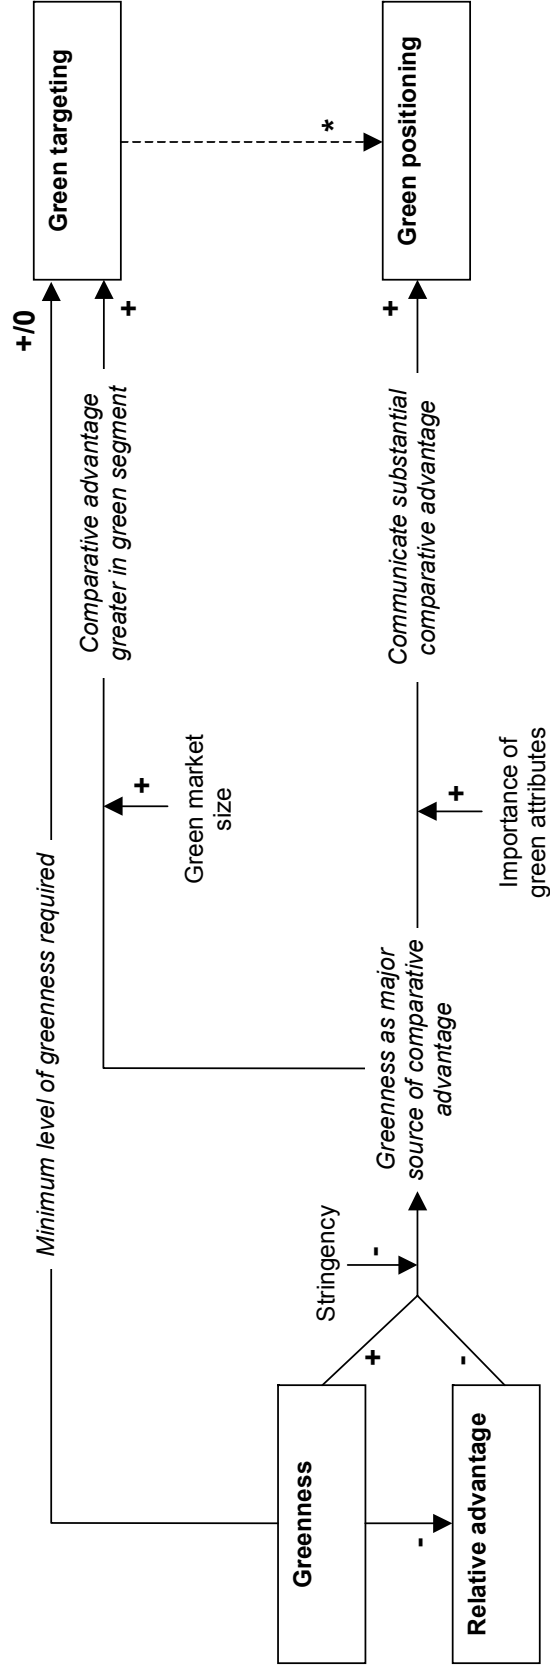 Minimum level of greenness required
+/0
Green targeting
Comparative advantage
greater in green segment
+
+
Green market
size
*
Stringency
-
Greenness
+
-
-
Relative advantage
Greenness as major
source of comparative
advantage
Communicate substantial
comparative advantage
+
Green positioning
+
Importance of
green attributes